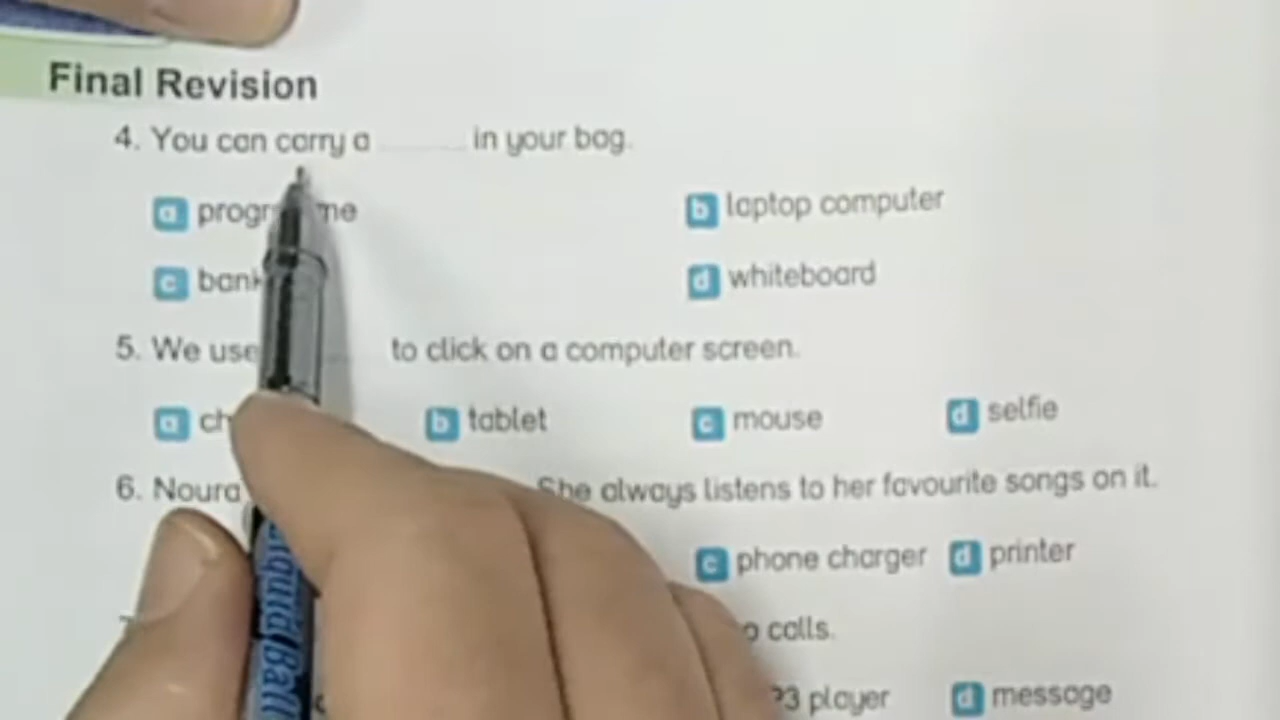 Final Revision
4. You can carry a in your bag.
a b laptop computer
c d whiteboard
5. We use to click on a computer screen.
a b tablet c mouse d selfie
6. Noura She always listens to her favourite songs on it.
c phone charger d printer
calls.
player d message